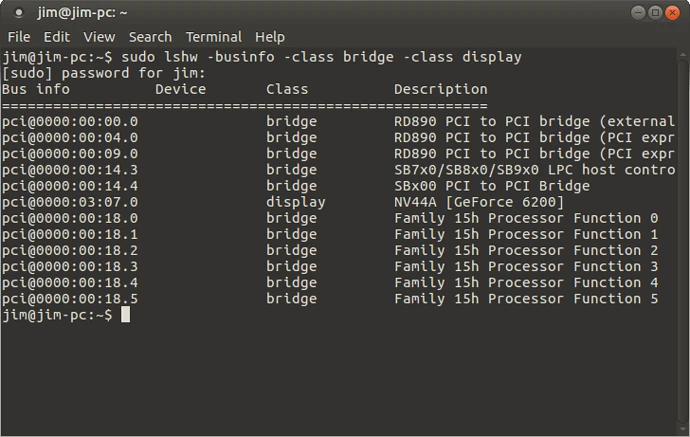 jim@jim-pc: ~
File Edit View Search Terminal Help
jim@jim-pc:~$ sudo lshw -businfo -class bridge -class display
[sudo] password for jim:
Bus info          Device       Class          Description
=========================================================
pci@0000:00:00.0               bridge         RD890 PCI to PCI bridge (external
pci@0000:00:04.0               bridge         RD890 PCI to PCI bridge (PCI expr
pci@0000:00:09.0               bridge         RD890 PCI to PCI bridge (PCI expr
pci@0000:00:14.3               bridge         SB7x0/SB8x0/SB9x0 LPC host contro
pci@0000:00:14.4               bridge         SBx00 PCI to PCI Bridge
pci@0000:03:07.0               display        NV44A [GeForce 6200]
pci@0000:00:18.0               bridge         Family 15h Processor Function 0
pci@0000:00:18.1               bridge         Family 15h Processor Function 1
pci@0000:00:18.2               bridge         Family 15h Processor Function 2
pci@0000:00:18.3               bridge         Family 15h Processor Function 3
pci@0000:00:18.4               bridge         Family 15h Processor Function 4
pci@0000:00:18.5               bridge         Family 15h Processor Function 5
jim@jim-pc:~$